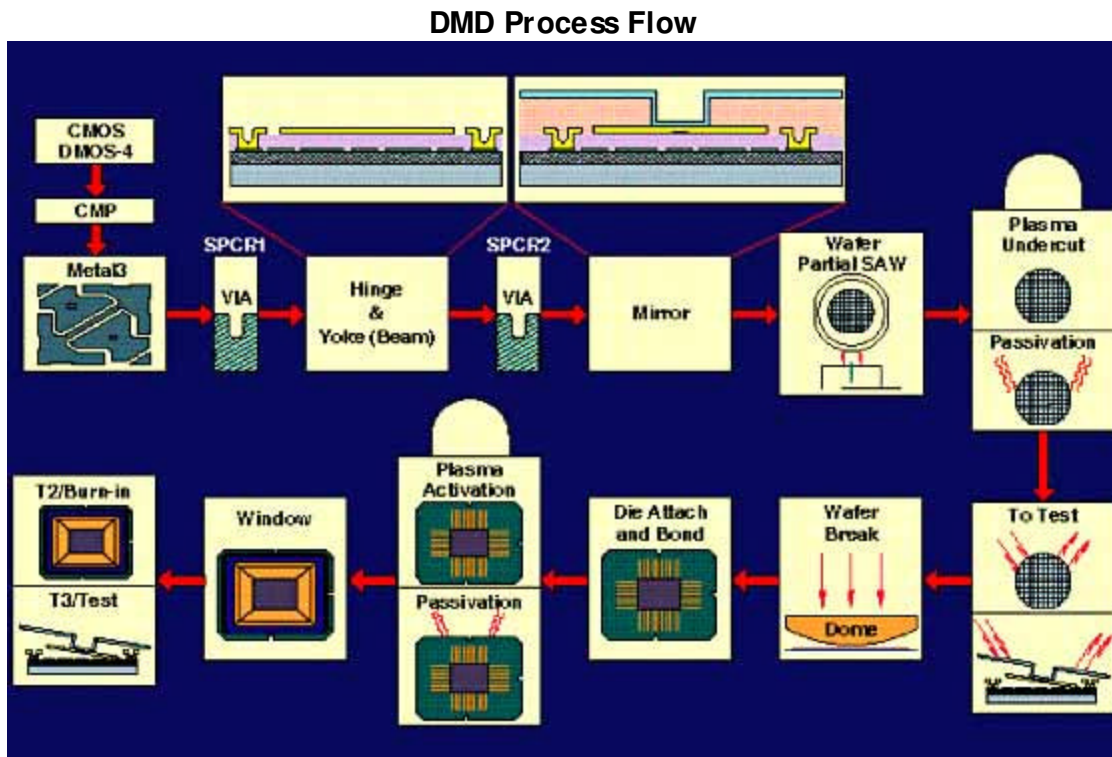 DMD Process Flow
CMOS
DMOS-4
CMP
Metal3
SPCR1
VIA
Hinge
&
Yoke (Beam)
SPCR2
VIA
Mirror
Wafer
Partial SAW
Plasma
Undercut
Passivation
To Test
Wafer
Break
Dome
Die Attach
and Bond
Plasma
Activation
Passivation
Window
T2/Burn-in
T3/Test